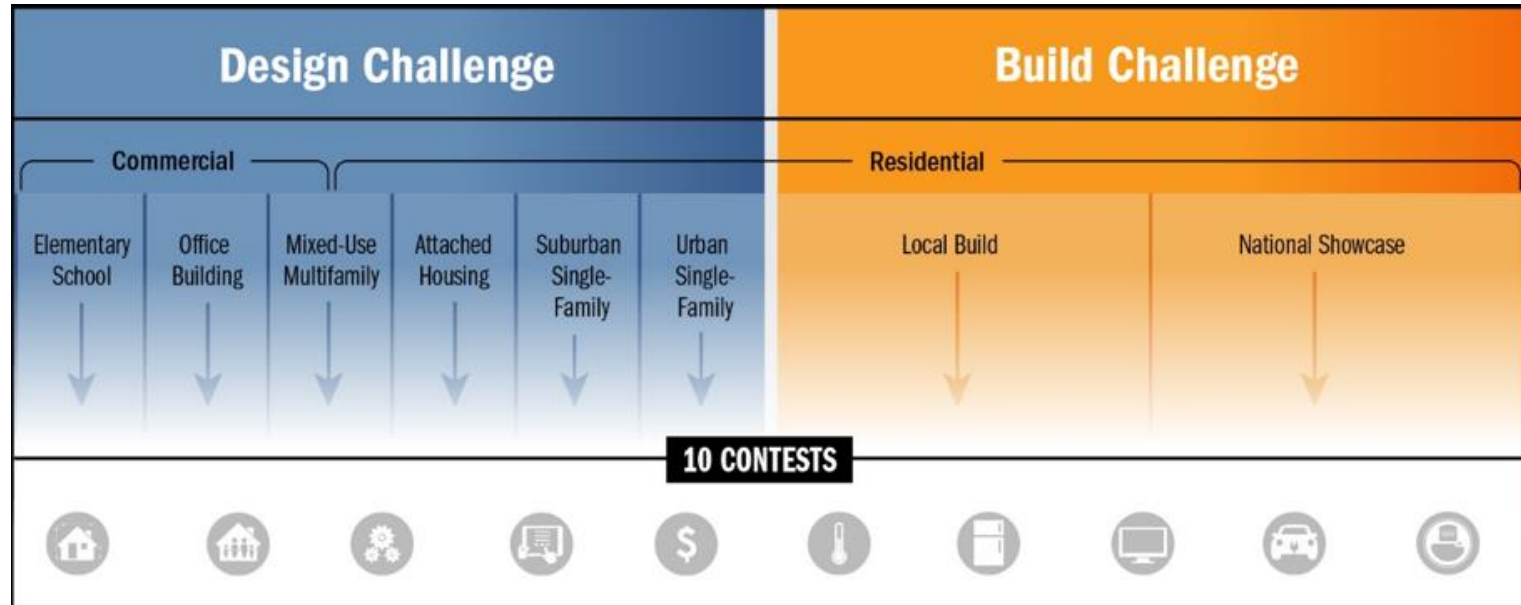 Design Challenge
Build Challenge
Commercial
Residential
Elementary
School
Office
Building
Mixed-Use
Multifamily
Attached
Housing
Suburban
Single-
Family
Urban
Single-
Family
Local Build
National Showcase
10 CONTESTS
$